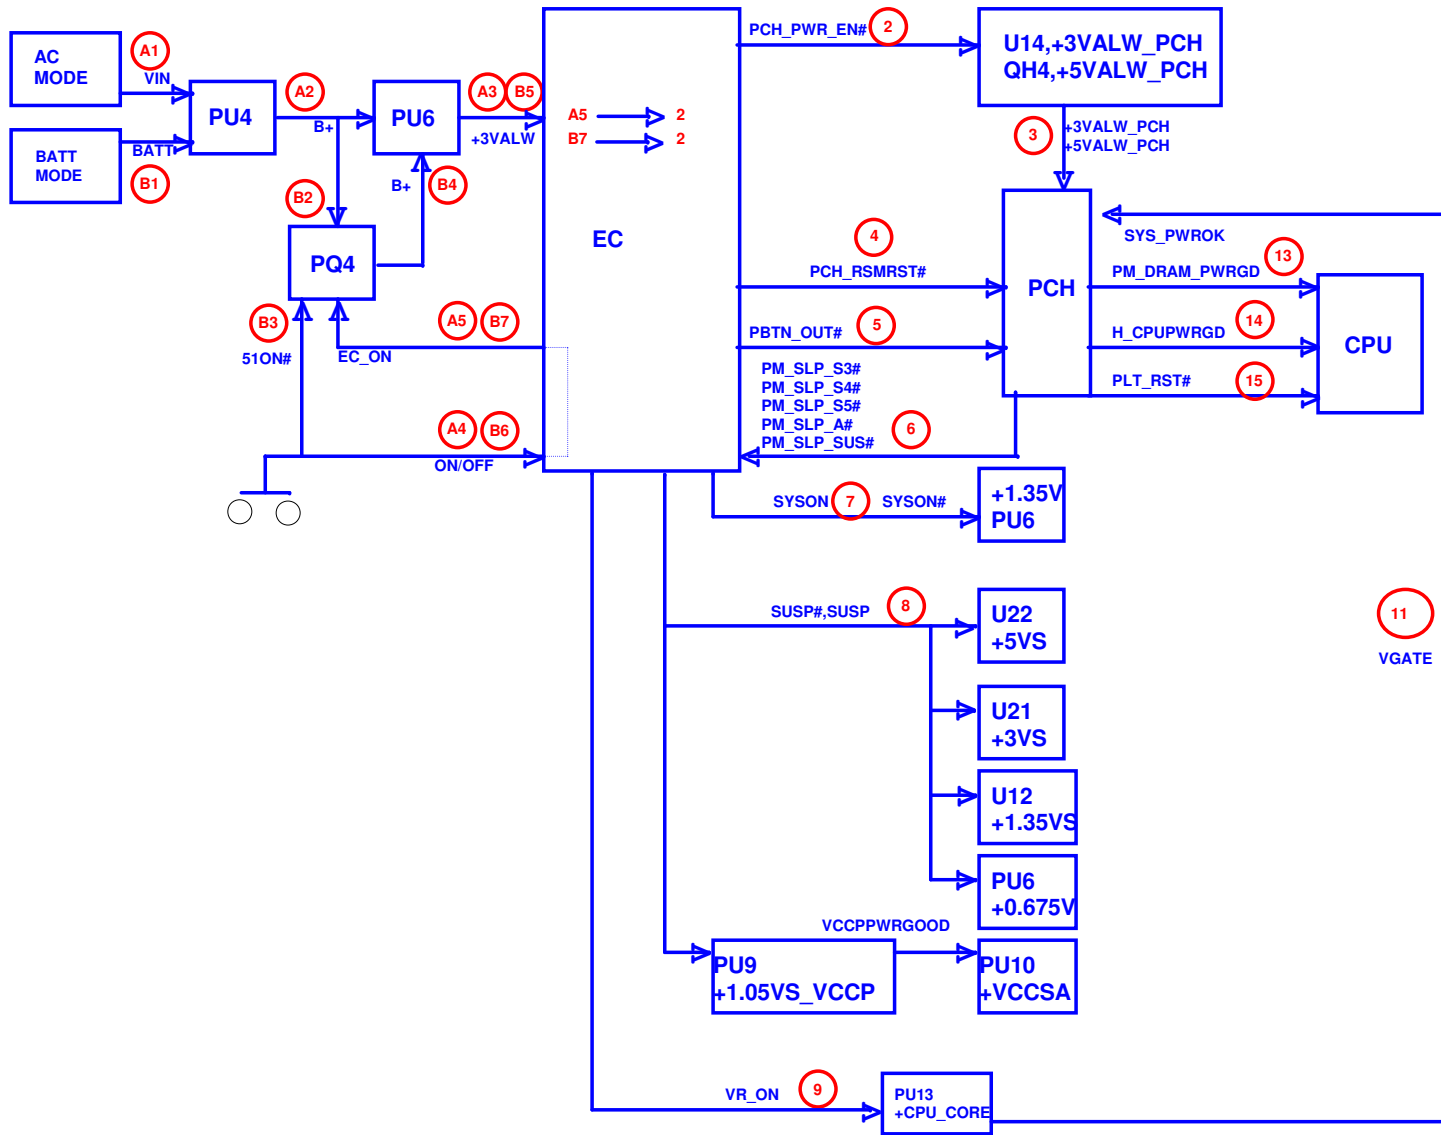 AC
MODE
A1
VIN
BATT
MODE
BATT
B1
PU4
A2
B+
PU6
A3
B5
+3VALW
B+
B4
B2
PQ4
B3
51ON#
A5
B7
EC_ON
A4
B6
ON/OFF
A5
2
B7
2
EC
PCH_PWR_EN#
2
U14,+3VALW_PCH
QH4,+5VALW_PCH
3
+3VALW_PCH
+5VALW_PCH
4
PCH_RSMRST#
PBTN_OUT#
5
PCH
SYS_PWROK
PM_DRAM_PWRGD
13
H_CPUPWRGD
14
PLT_RST#
15
CPU
PM_SLP_S3#
PM_SLP_S4#
PM_SLP_S5#
PM_SLP_A#
PM_SLP_SUS#
6
SYSON
7
SYSON#
+1.35V
PU6
SUSP#,SUSP
8
U22
+5VS
11
VGATE
U21
+3VS
U12
+1.35VS
PU6
+0.675V
VCCPPWRGOOD
PU9
+1.05VS_VCCP
PU10
+VCCSA
VR_ON
9
PU13
+CPU_CORE